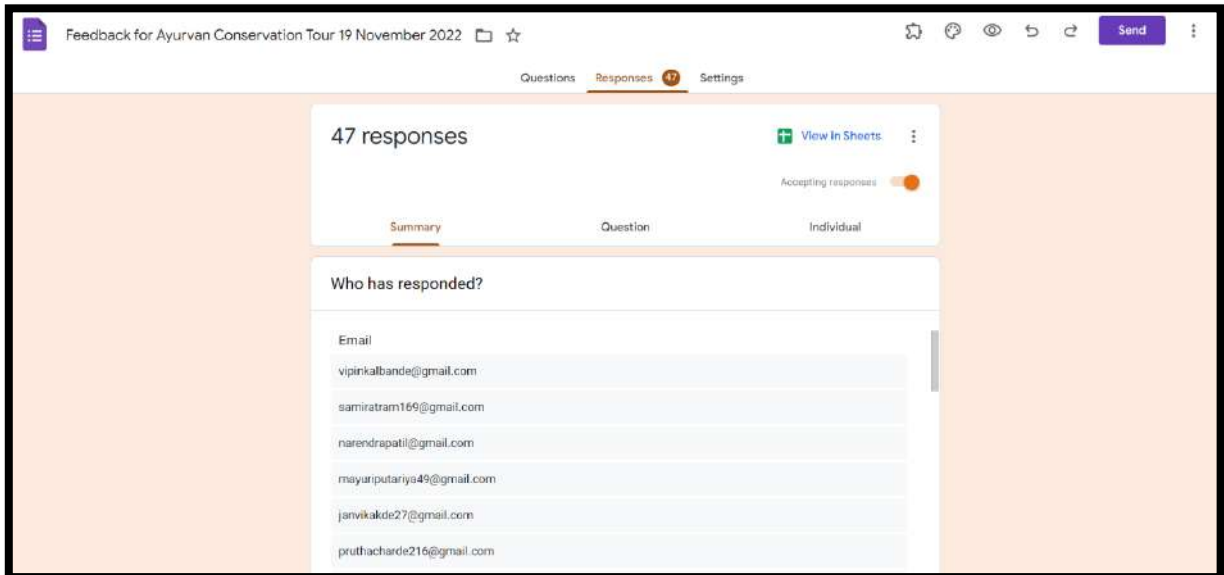 Feedback for Ayurvan Conservation Tour 19 November 2022
Send
Questions Responses 47 Settings
47 responses
View in Sheets
Accepting responses
Summary Question Individual
Who has responded?
Email
vipinkalbande@gmail.com
samiratram169@gmail.com
narendrapatil@gmail.com
mayuriputariya49@gmail.com
janvikakde27@gmail.com
pruthacharde216@gmail.com